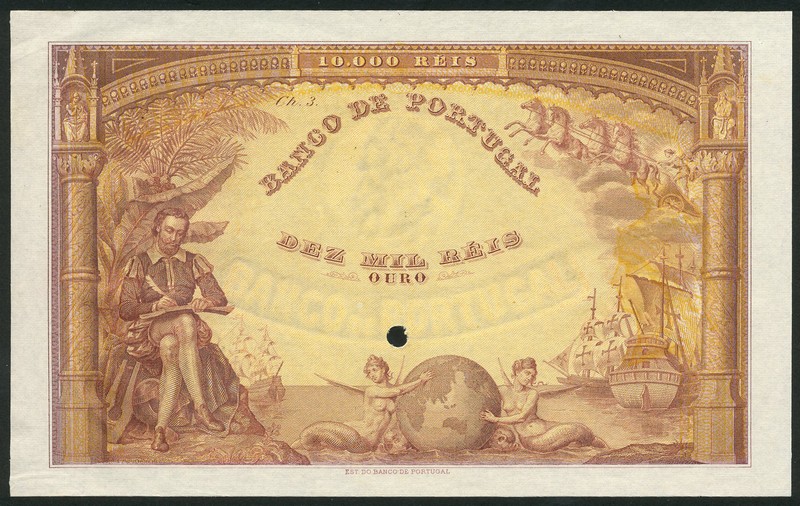 10.000 RÉIS
Ch. 3.
BANCO DE PORTUGAL
DEZ MIL RÉIS
OURO
BANCO DE PORTUGAL
EST. DO BANCO DE PORTUGAL